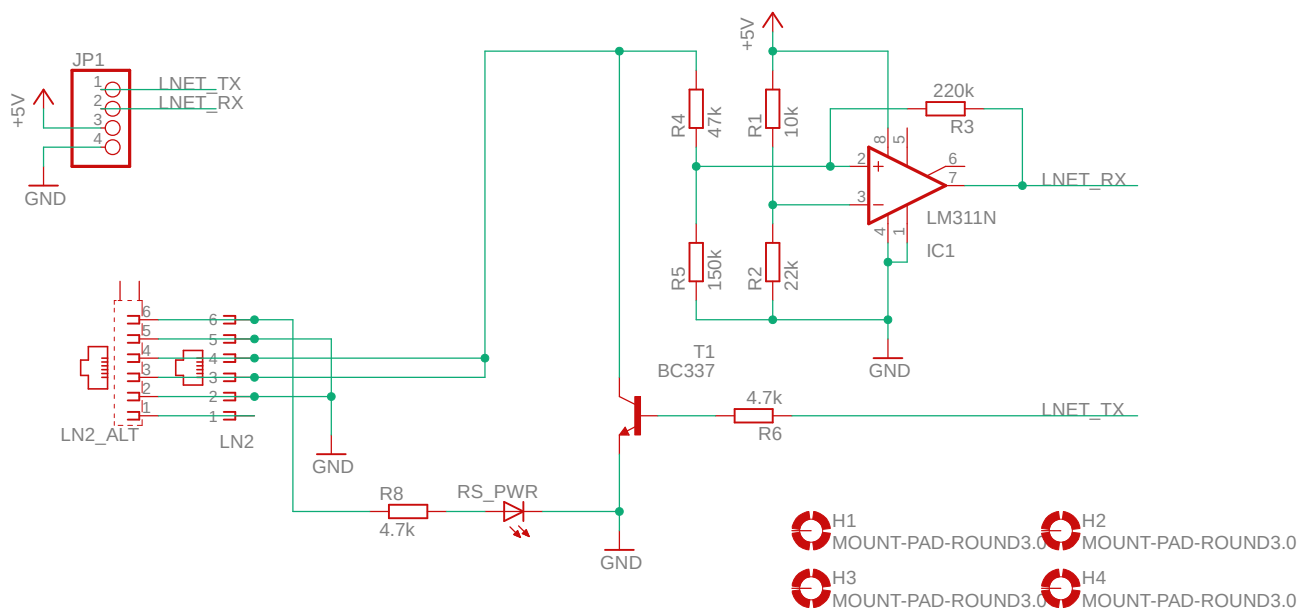 JP1
+5V
1
2
3
4
LNET_TX
LNET_RX
GND
+5V
R4
47k
R1
10k
220k
R3
8
5
2
+
3
−
6
7
4
1
LNET_RX
LM311N
IC1
R5
150k
R2
22k
GND
6
5
4
3
2
1
LN2_ALT
6
5
4
3
2
1
LN2
GND
T1
BC337
4.7k
R6
LNET_TX
R8
4.7k
RS_PWR
GND
H1
MOUNT-PAD-ROUND3.0
H2
MOUNT-PAD-ROUND3.0
H3
MOUNT-PAD-ROUND3.0
H4
MOUNT-PAD-ROUND3.0